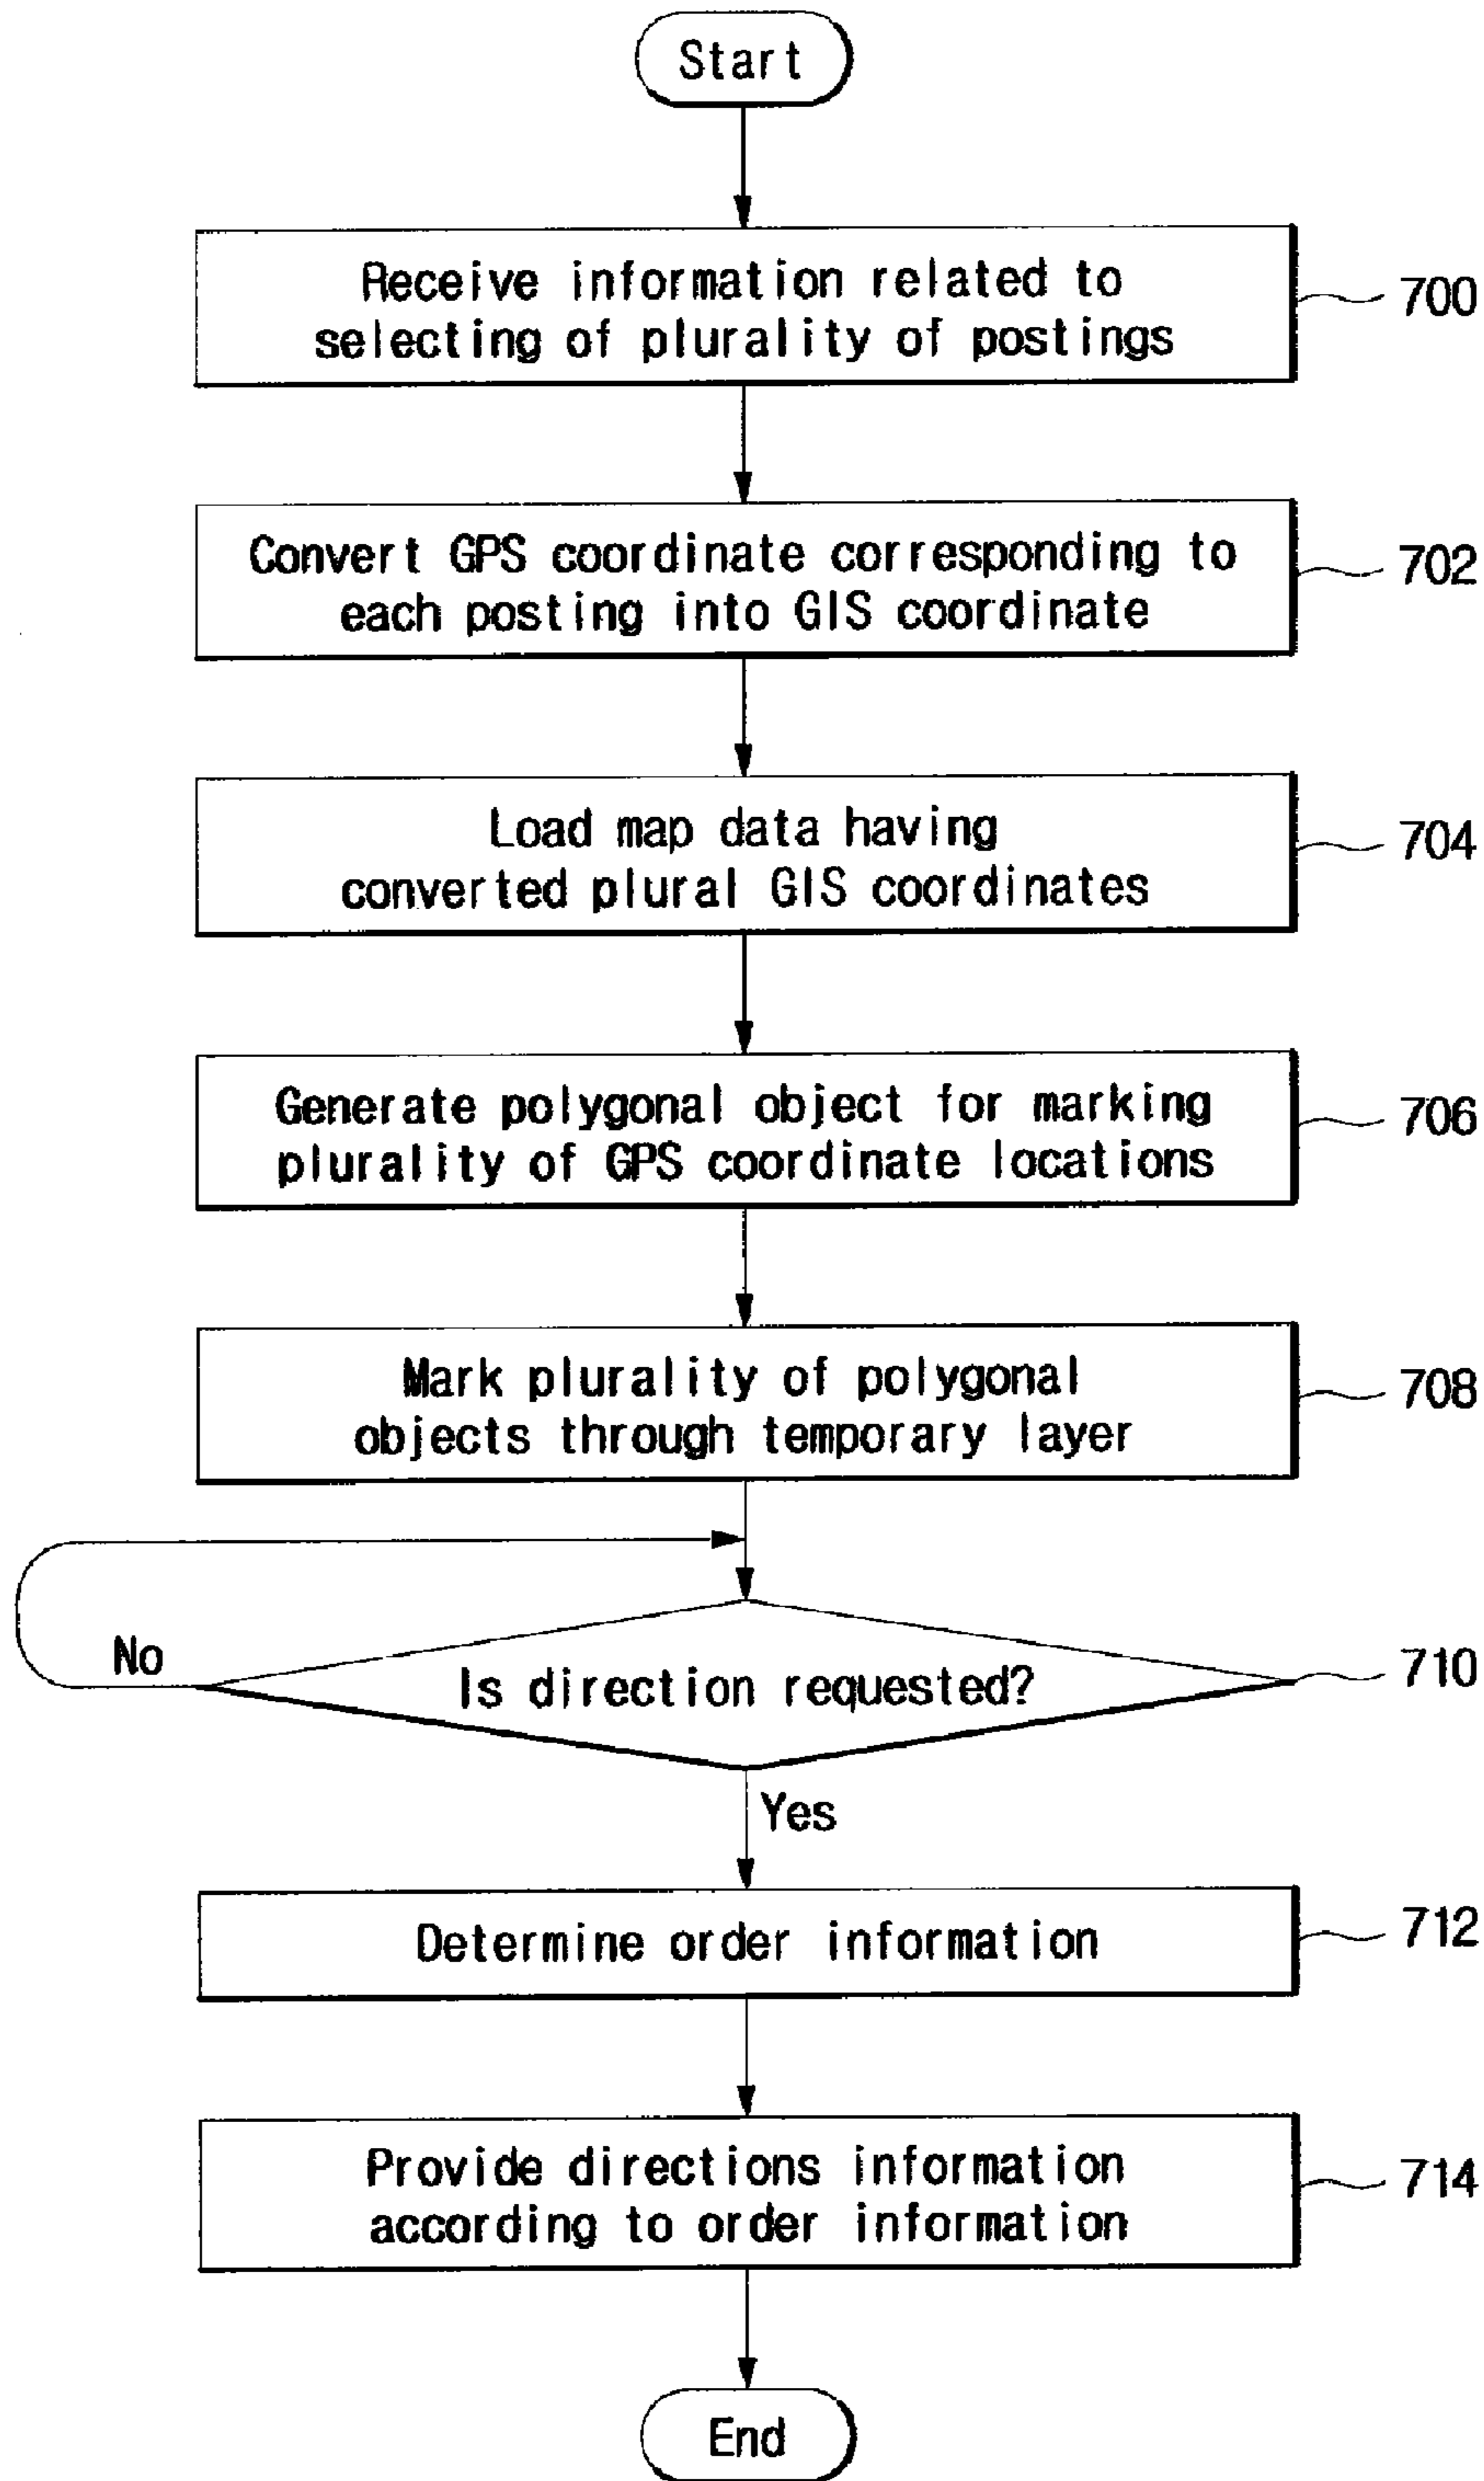 Start
Receive information related to
selecting of plurality of postings
700
Convert GPS coordinate corresponding to
each posting into GIS coordinate
702
Load map data having
converted plural GIS coordinates
704
Generate polygonal object for marking
plurality of GPS coordinate locations
706
Mark plurality of polygonal
objects through temporary layer
708
No
Is direction requested?
710
Yes
Determine order information
712
Provide directions information
according to order information
714
End